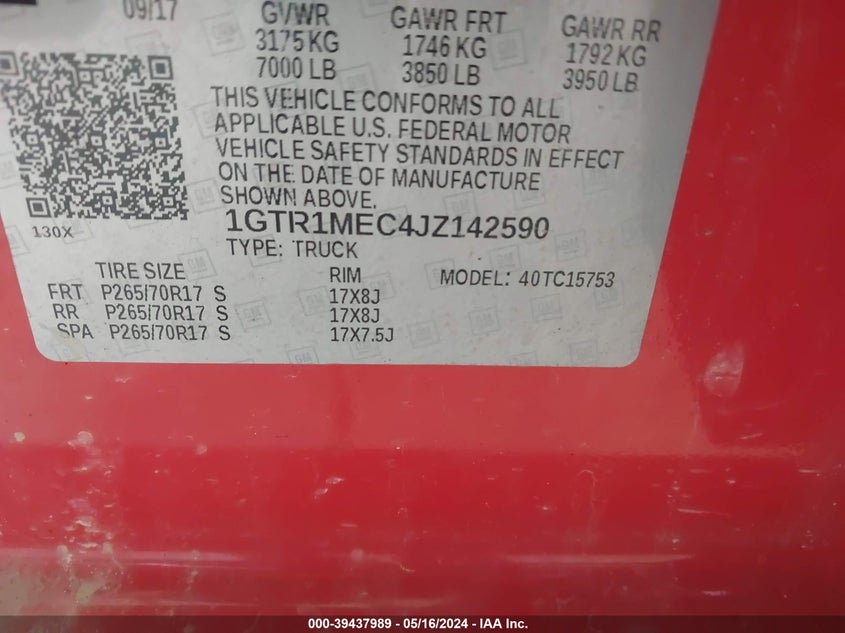 09/17 GVWR GAWR FRT GAWR RR
3175 KG 1746 KG 1792 KG
7000 LB 3850 LB 3950 LB
THIS VEHICLE CONFORMS TO ALL
APPLICABLE U.S. FEDERAL MOTOR
VEHICLE SAFETY STANDARDS IN EFFECT
ON THE DATE OF MANUFACTURE
SHOWN ABOVE.
130X 1GTR1MEC4JZ142590
TYPE: TRUCK
TIRE SIZE RIM MODEL: 40TC15753
FRT P265/70R17 S 17X8J
RR P265/70R17 S 17X8J
SPA P265/70R17 S 17X7.5J
000-39437989 - 05/16/2024 - IAA Inc.